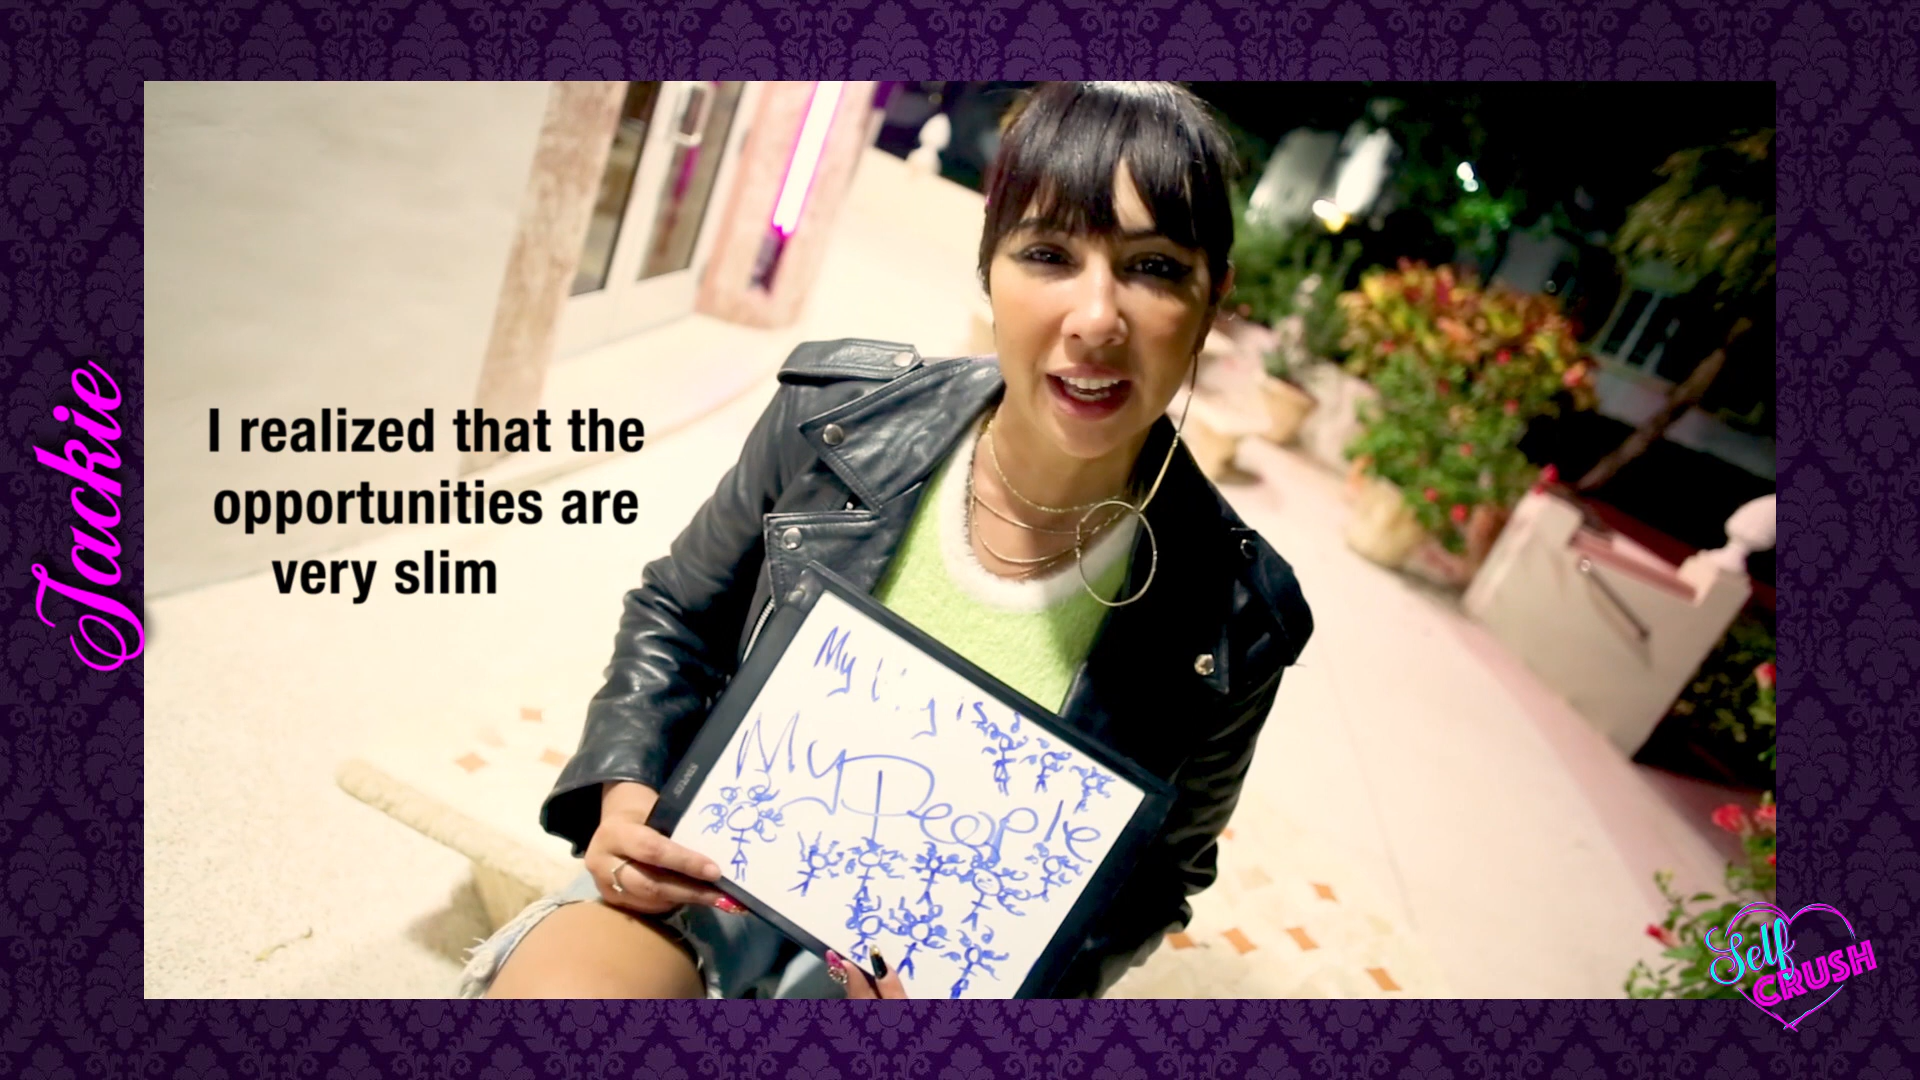 Jackie
I realized that the
opportunities are
very slim
My is
My People
Self
CRUSH